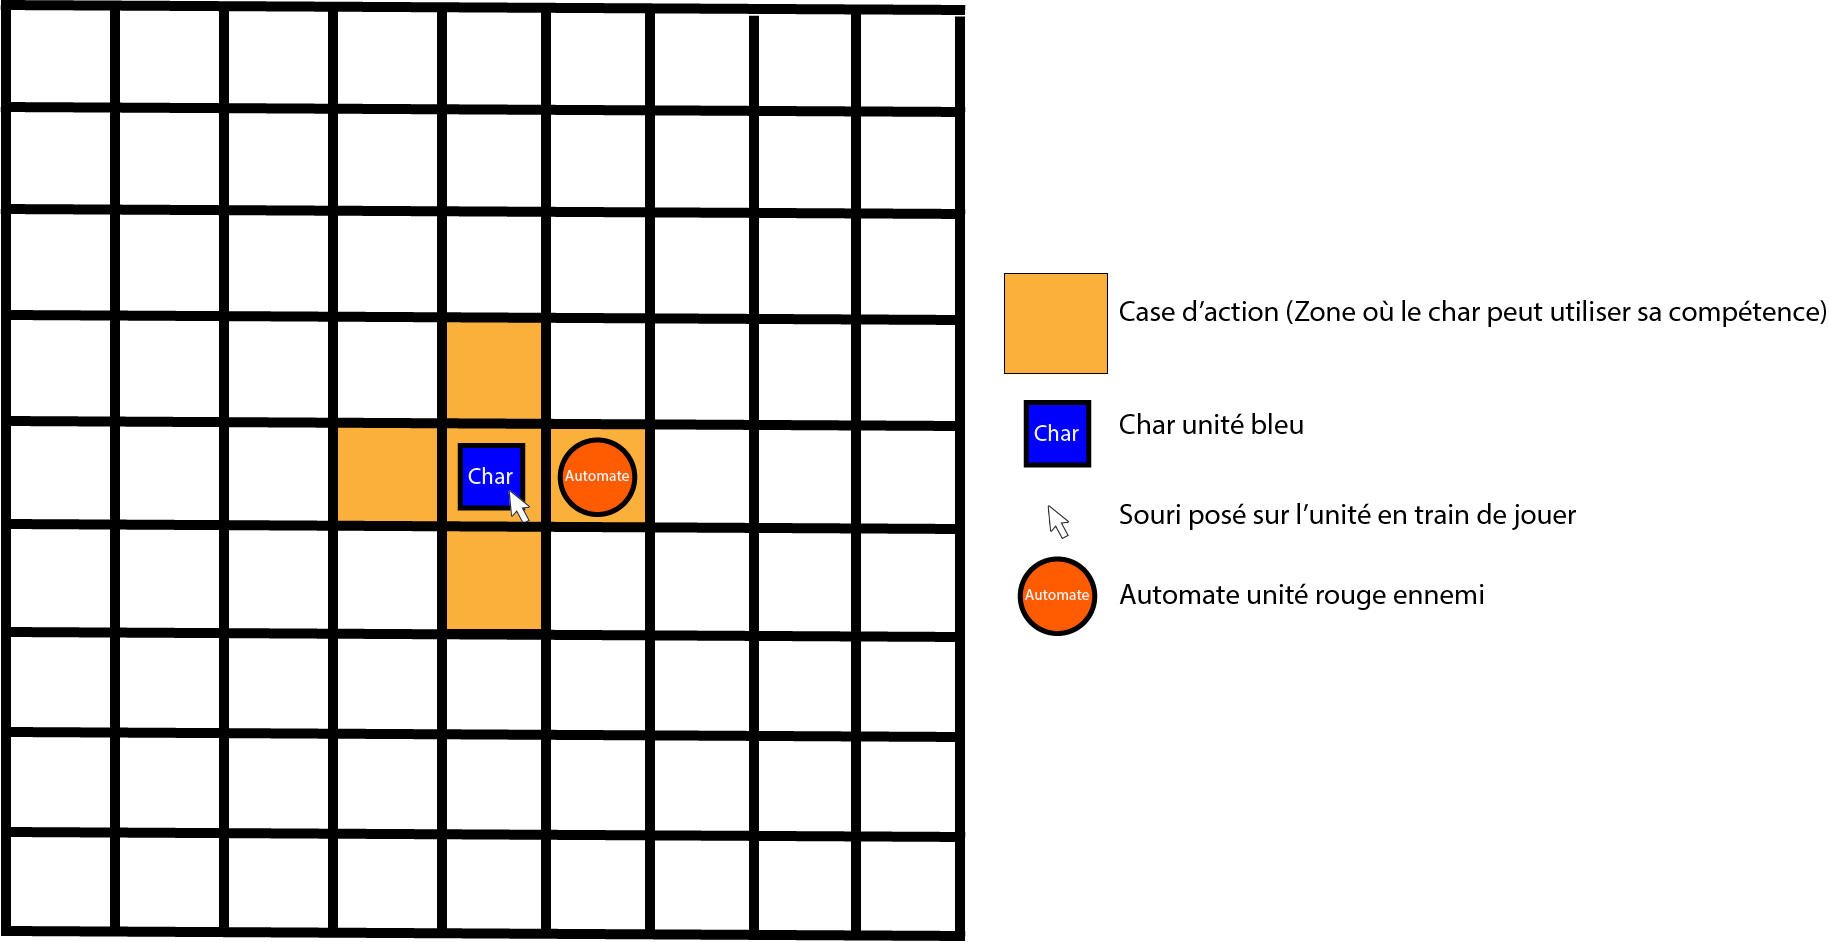 Case d’action (Zone où le char peut utiliser sa compétence)
Char
Char unité bleu
Char
Automate
Souri posé sur l’unité en train de jouer
Automate
Automate unité rouge ennemi